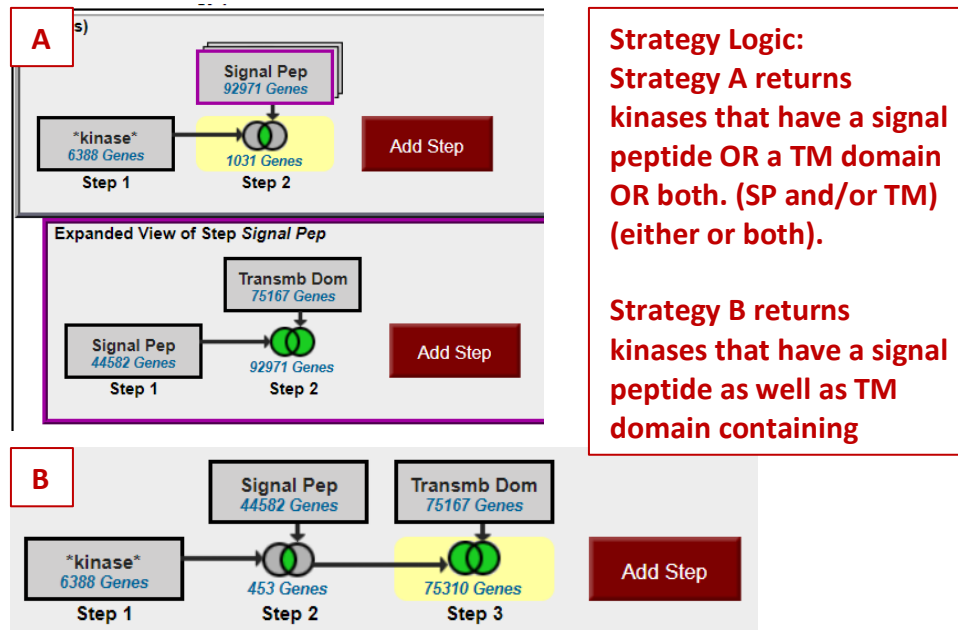 A
s)
Signal Pep
92971 Genes
*kinase*
6388 Genes
1031 Genes
Add Step
Step 1
Step 2
Expanded View of Step Signal Pep
Transmb Dom
75167 Genes
Signal Pep
44582 Genes
92971 Genes
Add Step
Step 1
Step 2
Strategy Logic:
Strategy A returns
kinases that have a signal
peptide OR a TM domain
OR both. (SP and/or TM)
(either or both).
Strategy B returns
kinases that have a signal
peptide as well as TM
domain containing
B
Signal Pep
44582 Genes
Transmb Dom
75167 Genes
*kinase*
6388 Genes
453 Genes
75310 Genes
Add Step
Step 1
Step 2
Step 3